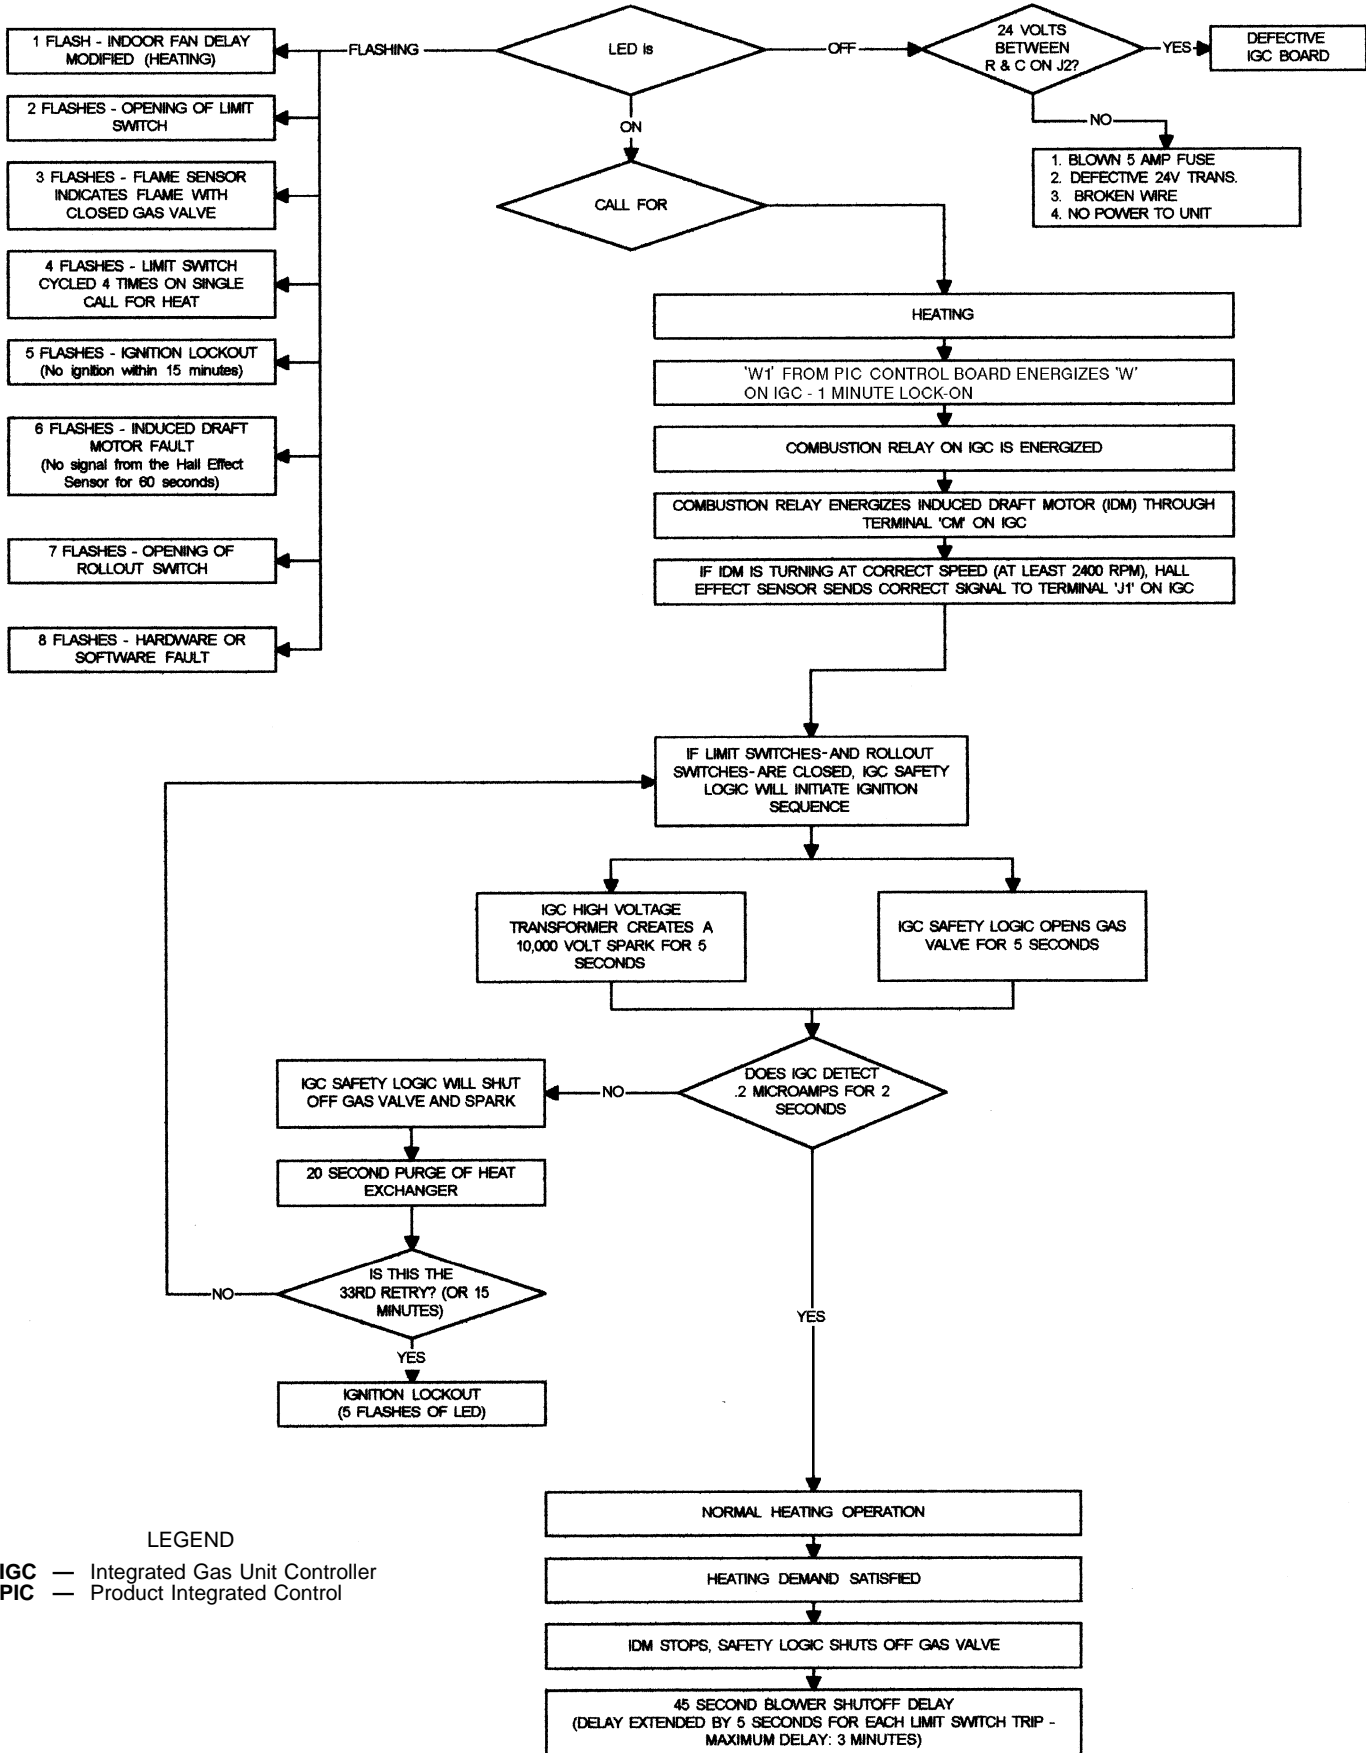 1 FLASH - INDOOR FAN DELAY
MODIFIED (HEATING)
FLASHING
LED is
OFF
24 VOLTS
BETWEEN
R & C ON J2?
YES
DEFECTIVE
IGC BOARD
2 FLASHES - OPENING OF LIMIT
SWITCH
ON
NO
3 FLASHES - FLAME SENSOR
INDICATES FLAME WITH
CLOSED GAS VALVE
CALL FOR
1. BLOWN 5 AMP FUSE
2. DEFECTIVE 24V TRANS.
3. BROKEN WIRE
4. NO POWER TO UNIT
4 FLASHES - LIMIT SWITCH
CYCLED 4 TIMES ON SINGLE
CALL FOR HEAT
5 FLASHES - IGNITION LOCKOUT
(No ignition within 15 minutes)
6 FLASHES - INDUCED DRAFT
MOTOR FAULT
(No signal from the Hall Effect
Sensor for 60 seconds)
7 FLASHES - OPENING OF
ROLLOUT SWITCH
8 FLASHES - HARDWARE OR
SOFTWARE FAULT
HEATING
'W1' FROM PIC CONTROL BOARD ENERGIZES 'W'
ON IGC - 1 MINUTE LOCK-ON
COMBUSTION RELAY ON IGC IS ENERGIZED
COMBUSTION RELAY ENERGIZES INDUCED DRAFT MOTOR (IDM) THROUGH
TERMINAL 'CM' ON IGC
IF IDM IS TURNING AT CORRECT SPEED (AT LEAST 2400 RPM), HALL
EFFECT SENSOR SENDS CORRECT SIGNAL TO TERMINAL 'J1' ON IGC
IF LIMIT SWITCHES-AND ROLLOUT
SWITCHES-ARE CLOSED, IGC SAFETY
LOGIC WILL INITIATE IGNITION
SEQUENCE
IGC HIGH VOLTAGE
TRANSFORMER CREATES A
10,000 VOLT SPARK FOR 5
SECONDS
IGC SAFETY LOGIC OPENS GAS
VALVE FOR 5 SECONDS
DOES IGC DETECT
.2 MICROAMPS FOR 2
SECONDS
NO
IGC SAFETY LOGIC WILL SHUT
OFF GAS VALVE AND SPARK
20 SECOND PURGE OF HEAT
EXCHANGER
IS THIS THE
33RD RETRY? (OR 15
MINUTES)
NO
YES
YES
IGNITION LOCKOUT
(5 FLASHES OF LED)
NORMAL HEATING OPERATION
HEATING DEMAND SATISFIED
IDM STOPS, SAFETY LOGIC SHUTS OFF GAS VALVE
45 SECOND BLOWER SHUTOFF DELAY
(DELAY EXTENDED BY 5 SECONDS FOR EACH LIMIT SWITCH TRIP -
MAXIMUM DELAY: 3 MINUTES)
LEGEND
IGC — Integrated Gas Unit Controller
PIC — Product Integrated Control